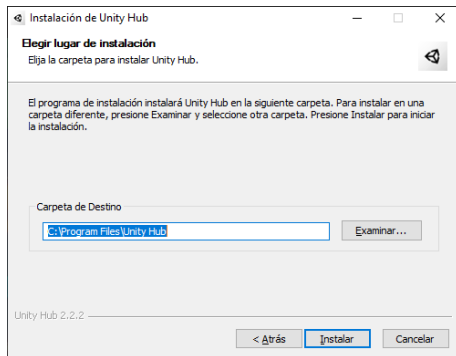 Instalación de Unity Hub
Elegir lugar de instalación
Elija la carpeta para instalar Unity Hub.
El programa de instalación instalará Unity Hub en la siguiente carpeta. Para instalar en una
carpeta diferente, presione Examinar y seleccione otra carpeta. Presione Instalar para iniciar
la instalación.
Carpeta de Destino
C:\Program Files\Unity Hub
Examinar...
Unity Hub 2.2.2
< Atrás
Instalar
Cancelar